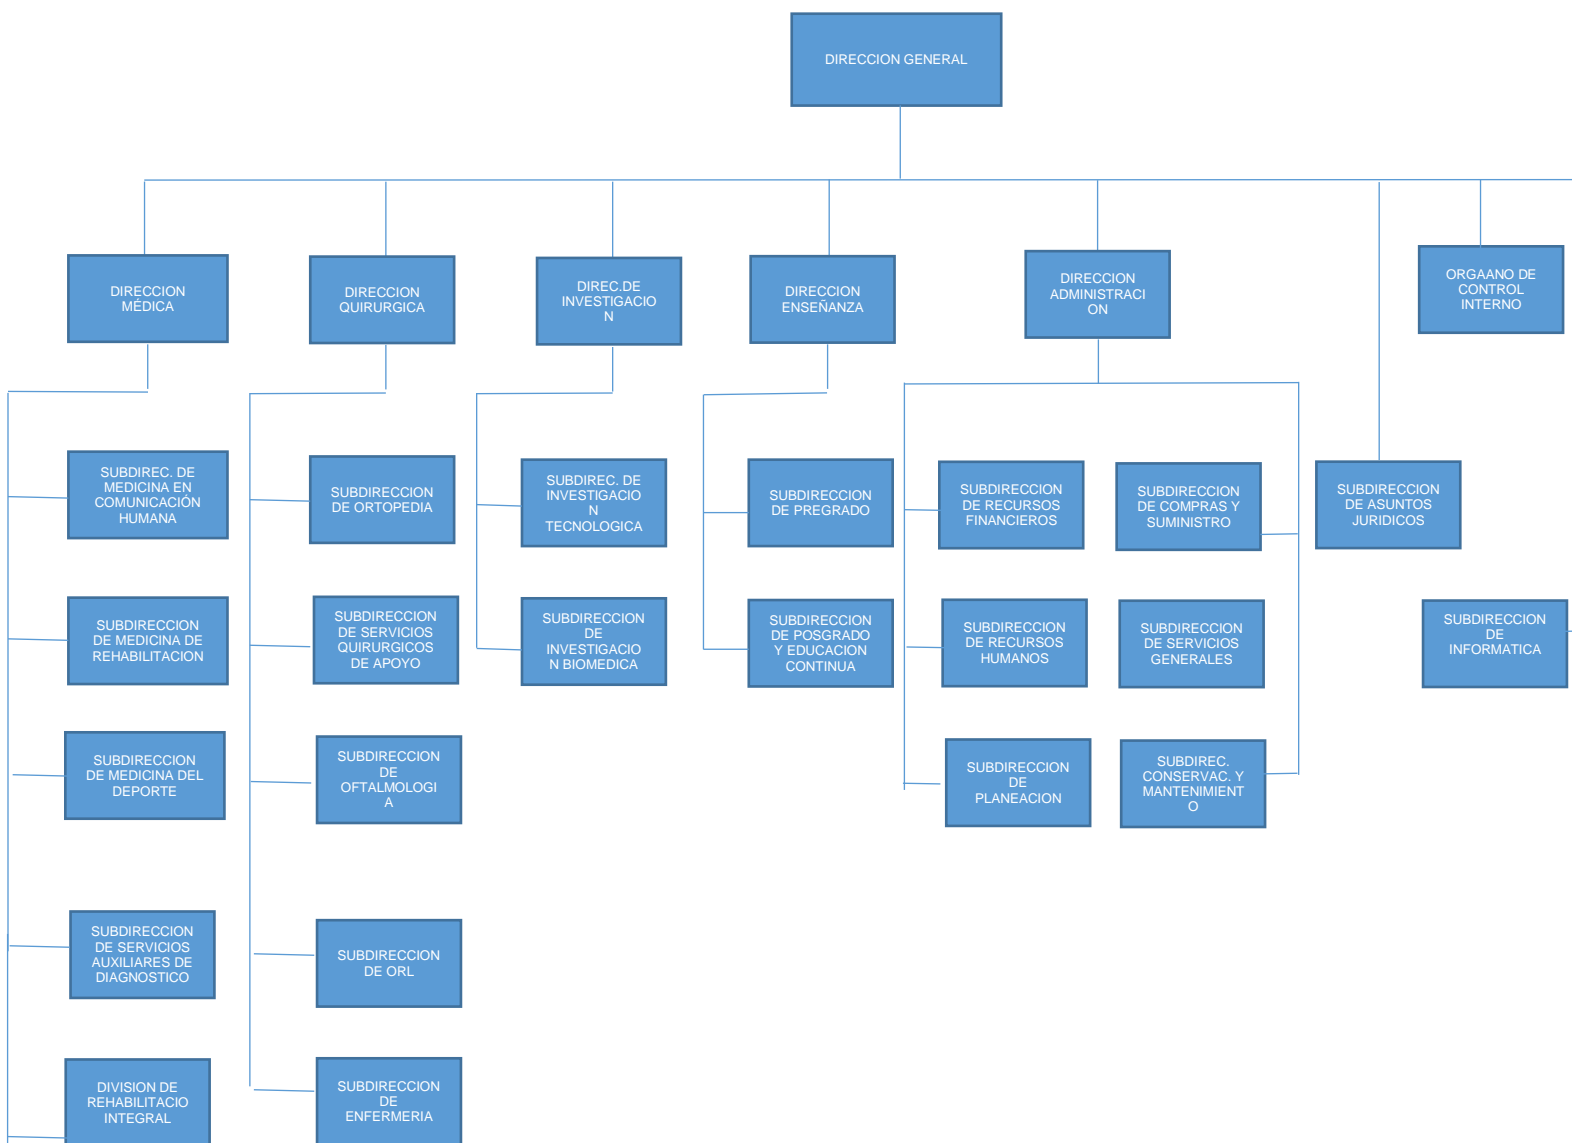 DIRECCION GENERAL
DIRECCION
MÉDICA
DIRECCION
QUIRURGICA
DIREC.DE
INVESTIGACIO
N
DIRECCION
ENSEÑANZA
DIRECCION
ADMINISTRACI
ON
ORGAANO DE
CONTROL
INTERNO
SUBDIREC. DE
MEDICINA EN
COMUNICACIÓN
HUMANA
SUBDIRECCION
DE ORTOPEDIA
SUBDIREC. DE
INVESTIGACIO
N
TECNOLOGICA
SUBDIRECCION
DE PREGRADO
SUBDIRECCION
DE RECURSOS
FINANCIEROS
SUBDIRECCION
DE COMPRAS Y
SUMINISTRO
SUBDIRECCION
DE ASUNTOS
JURIDICOS
SUBDIRECCION
DE MEDICINA DE
REHABILITACION
SUBDIRECCION
DE SERVICIOS
QUIRURGICOS
DE APOYO
SUBDIRECCION
DE
INVESTIGACIO
N BIOMEDICA
SUBDIRECCION
DE POSGRADO
Y EDUCACION
CONTINUA
SUBDIRECCION
DE RECURSOS
HUMANOS
SUBDIRECCION
DE SERVICIOS
GENERALES
SUBDIRECCION
DE
INFORMATICA
SUBDIRECCION
DE MEDICINA DEL
DEPORTE
SUBDIRECCION
DE
OFTALMOLOGI
A
SUBDIRECCION
DE
PLANEACION
SUBDIREC.
CONSERVAC. Y
MANTENIMIENT
O
SUBDIRECCION
DE SERVICIOS
AUXILIARES DE
DIAGNOSTICO
SUBDIRECCION
DE ORL
DIVISION DE
REHABILITACIO
INTEGRAL
SUBDIRECCION
DE
ENFERMERIA